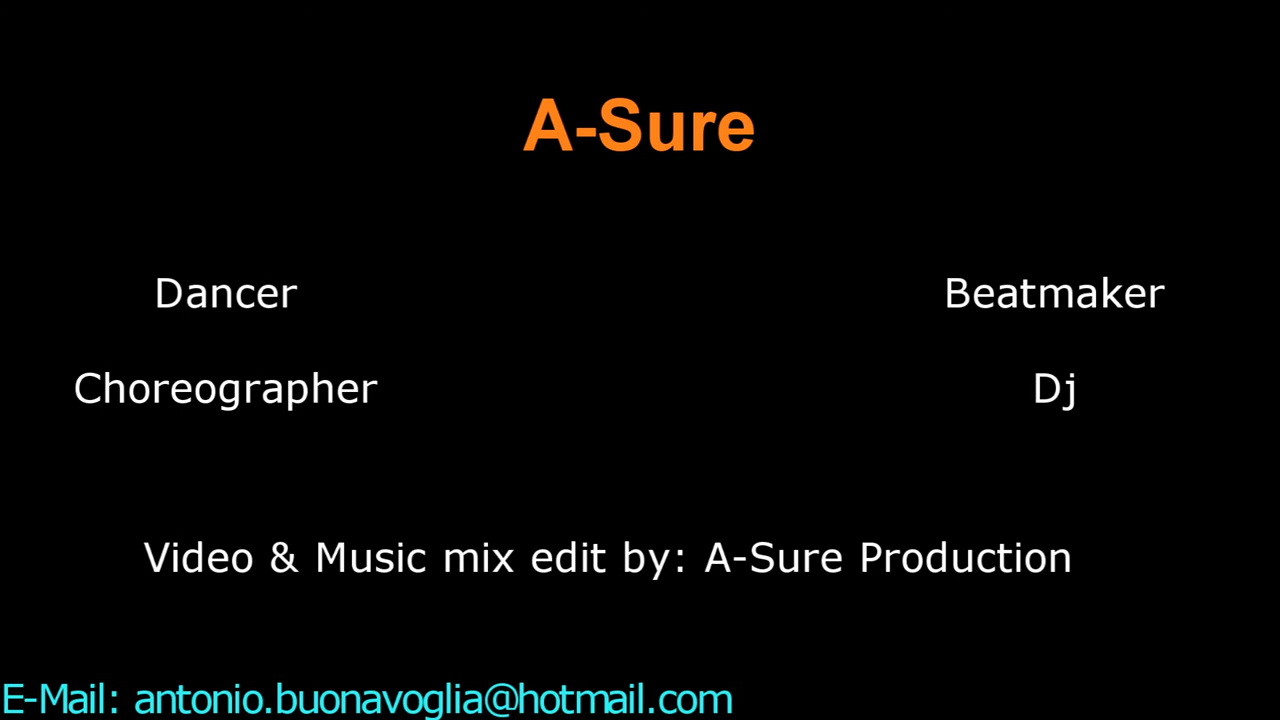 A-Sure
Dancer
Beatmaker
Choreographer
Dj
Video & Music mix edit by: A-Sure Production
E-Mail: antonio.buonavoglia@hotmail.com